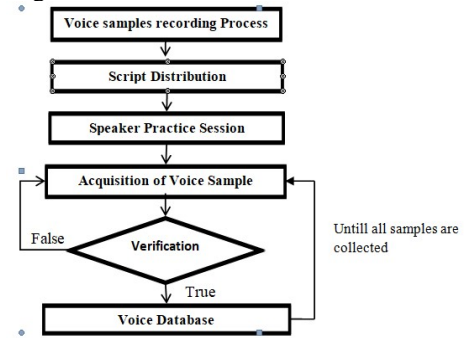 Voice samples recording Process
Script Distribution
Speaker Practice Session
Acquisition of Voice Sample
False
Verification
Untill all samples are
collected
True
Voice Database